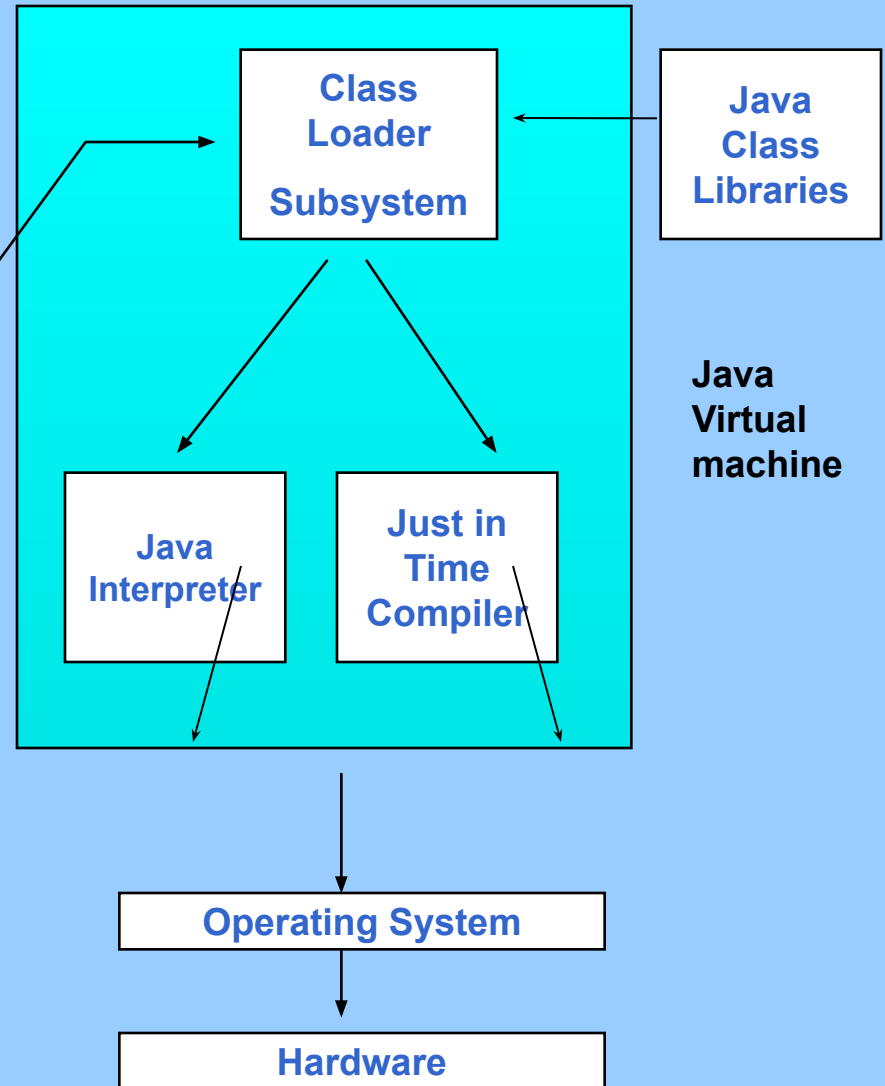 Class
Loader
Subsystem
Java
Class
Libraries
Java
Virtual
machine
Java
Interpreter
Just in
Time
Compiler
Operating System
Hardware